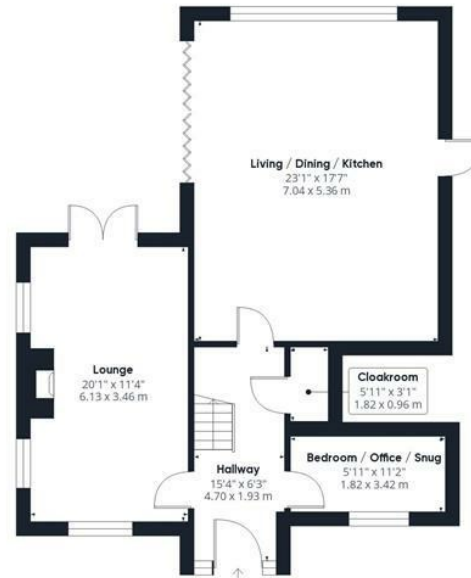 Living / Dining / Kitchen
23'1" x 17'7"
7.04 x 5.36 m
Lounge
20'1" x 11'4"
6.13 x 3.46 m
Cloakroom
5'11" x 3'1"
1.82 x 0.96 m
Bedroom / Office / Snug
5'11" x 11'2"
1.82 x 3.42 m
Hallway
15'4" x 6'3"
4.70 x 1.93 m